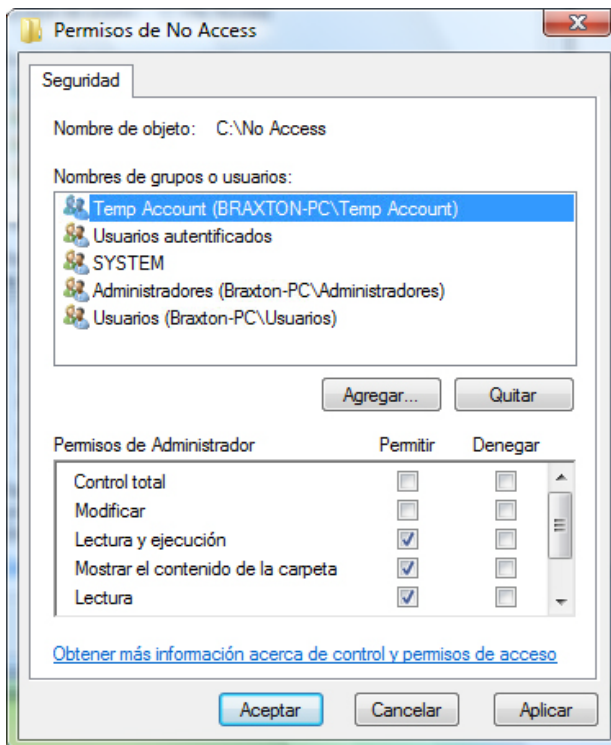 Permisos de No Access
Seguridad
Nombre de objeto: C:\No Access
Nombres de grupos o usuarios:
Temp Account (BRAXTON-PC\Temp Account)
Usuarios autentificados
SYSTEM
Administradores (Braxton-PC\Administradores)
Usuarios (Braxton-PC\Usuarios)
Agregar... Quitar
Permisos de Administrador Permitir Denegar
Control total
Modificar
Lectura y ejecución
Mostrar el contenido de la carpeta
Lectura
Obtener más información acerca de control y permisos de acceso
Aceptar Cancelar Aplicar